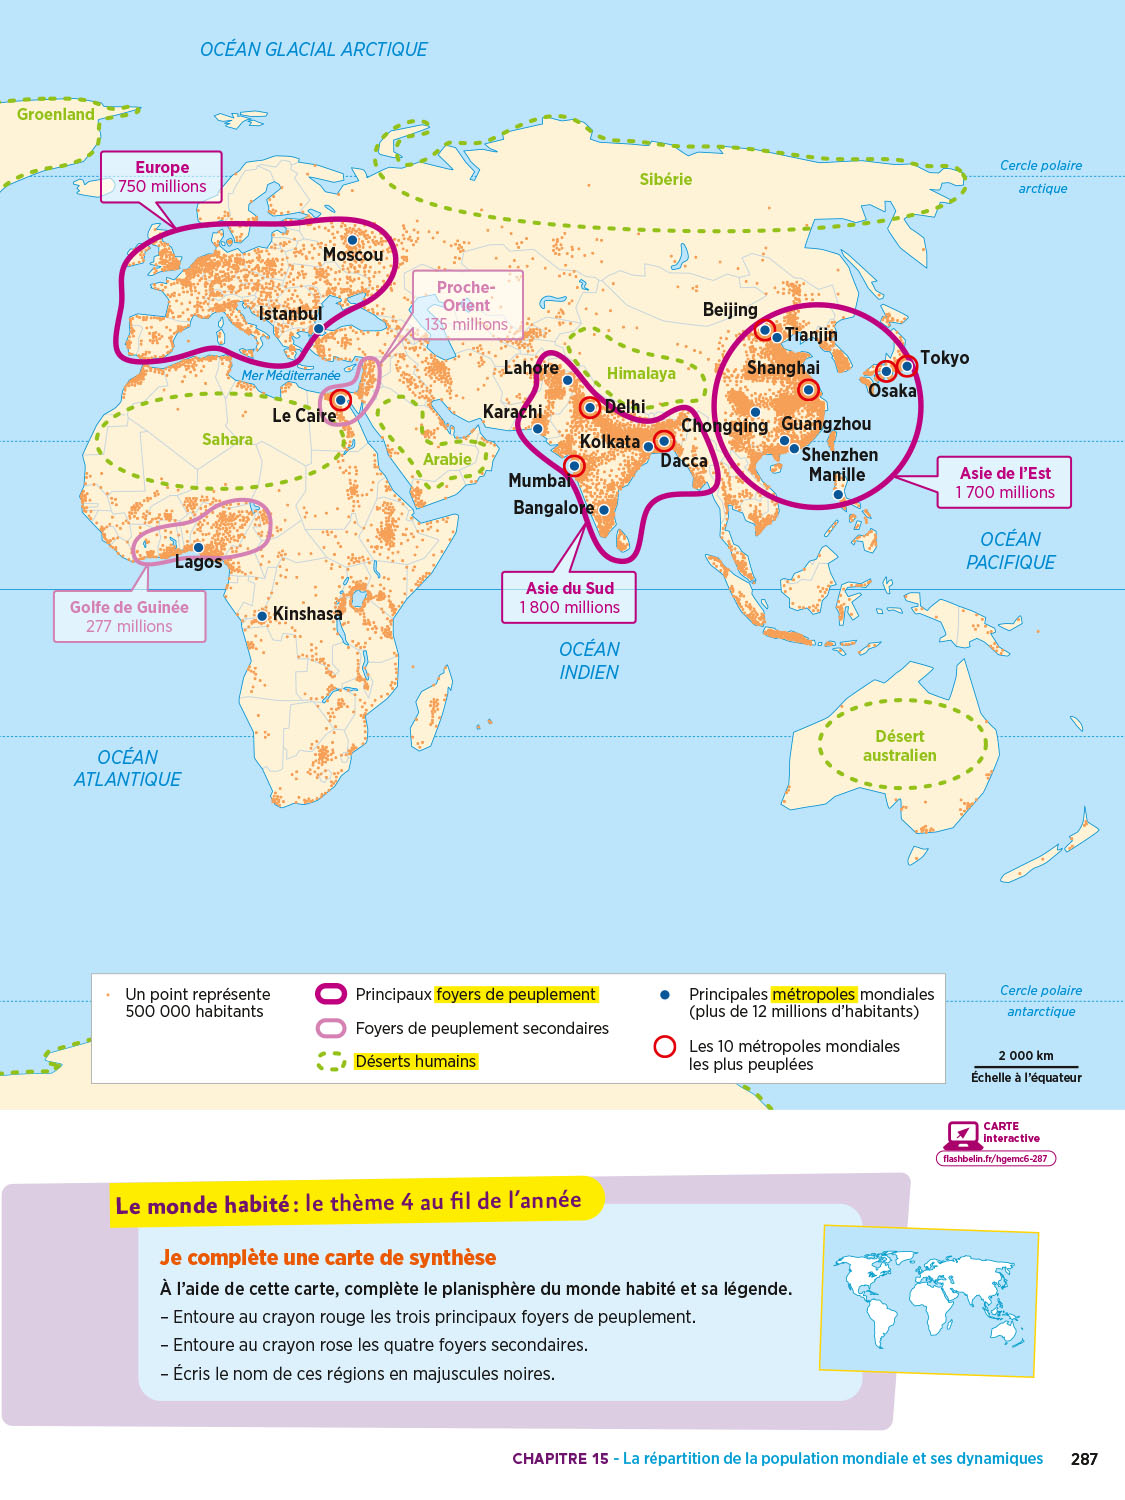 OCÉAN GLACIAL ARCTIQUE
Groenland
Europe
750 millions
Sibérie
Cercle polaire
arctique
Moscou
Proche-
Orient
135 millions
Istanbul
Beijing
Tianjin
Mer Méditerranée
Lahore
Himalaya
Shanghai
Tokyo
Osaka
Le Caire
Karachi
Delhi
Chongqing
Guangzhou
Sahara
Arabie
Kolkata
Dacca
Shenzhen
Manille
Mumbai
Bangalore
Asie de l'Est
1 700 millions
Lagos
OCÉAN
PACIFIQUE
Golfe de Guinée
277 millions
Kinshasa
Asie du Sud
1 800 millions
OCÉAN
INDIEN
OCÉAN
ATLANTIQUE
Désert
australien
Un point représente
500 000 habitants
Principaux foyers de peuplement
Foyers de peuplement secondaires
Déserts humains
Principales métropoles mondiales
(plus de 12 millions d'habitants)
Les 10 métropoles mondiales
les plus peuplées
Cercle polaire
antarctique
2 000 km
Échelle à l'équateur
CARTE
interactive
flashbelin.fr/hgemc6-287
Le monde habité : le thème 4 au fil de l'année
Je complète une carte de synthèse
À l'aide de cette carte, complète le planisphère du monde habité et sa légende.
– Entoure au crayon rouge les trois principaux foyers de peuplement.
– Entoure au crayon rose les quatre foyers secondaires.
– Écris le nom de ces régions en majuscules noires.
CHAPITRE 15 - La répartition de la population mondiale et ses dynamiques 287